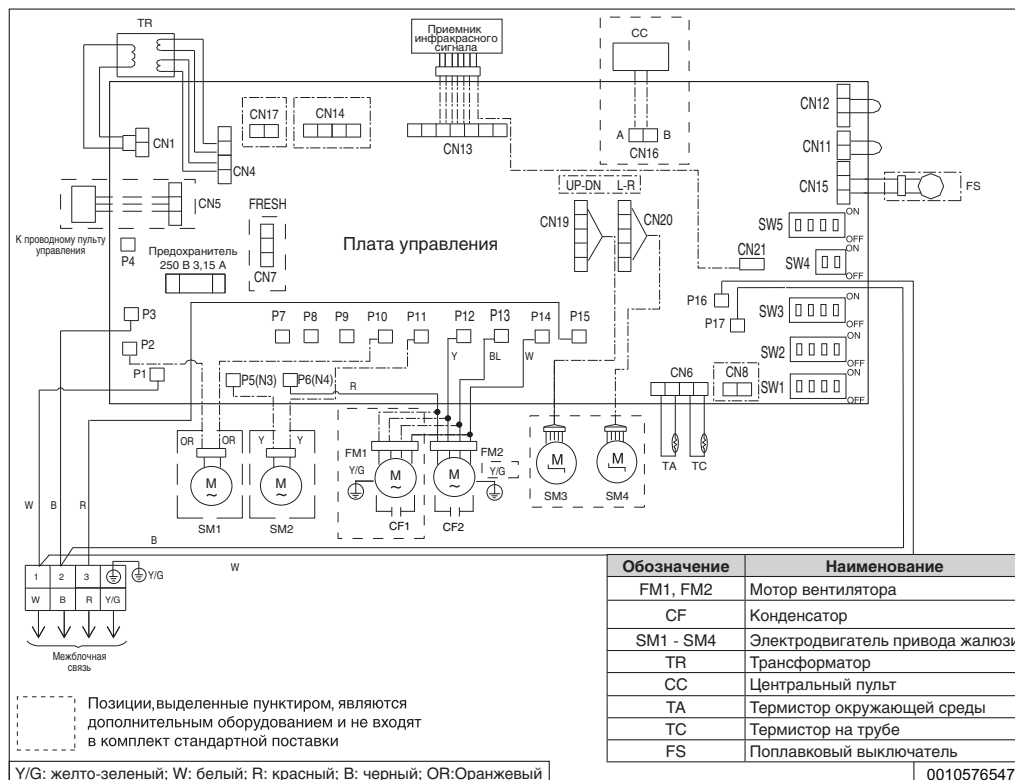 TR
Приемник
инфракрасного
сигнала
CC
CN17
CN14
CN12
CN1
CN13
A
B
CN16
CN11
CN4
CN15
FS
UP-DN
L-R
CN5
FRESH
CN19
CN20
SW5
ON
OFF
К проводному пульту
управления
P4
Предохранитель
250 В 3,15 А
CN7
Плата управления
CN21
SW4
ON
OFF
P16
P17
SW3
ON
OFF
P3
P7
P8
P9
P10
P11
P12
P13
P14
P15
Y
BL
W
P2
SW2
ON
OFF
P1
P5(N3)
P6(N4)
R
CN6
CN8
SW1
ON
OFF
OR
OR
Y
Y
FM1
Y/G
M
~
M
~
M
~
M
~
FM2
Y/G
M
M
TA
TC
SM1
SM2
CF1
CF2
SM3
SM4
W
B
R
B
W
1
2
3
Y/G
W
B
R
Y/G
Межблочная
связь
Обозначение
Наименование
FM1, FM2
Мотор вентилятора
CF
Конденсатор
SM1 - SM4
Электродвигатель привода жалюзи
TR
Трансформатор
CC
Центральный пульт
TA
Термистор окружающей среды
TC
Термистор на трубе
FS
Поплавковый выключатель
Позиции,выделенные пунктиром, являются
дополнительным оборудованием и не входят
в комплект стандартной поставки
Y/G: желто-зеленый; W: белый; R: красный; B: черный; OR:Оранжевый
0010576547